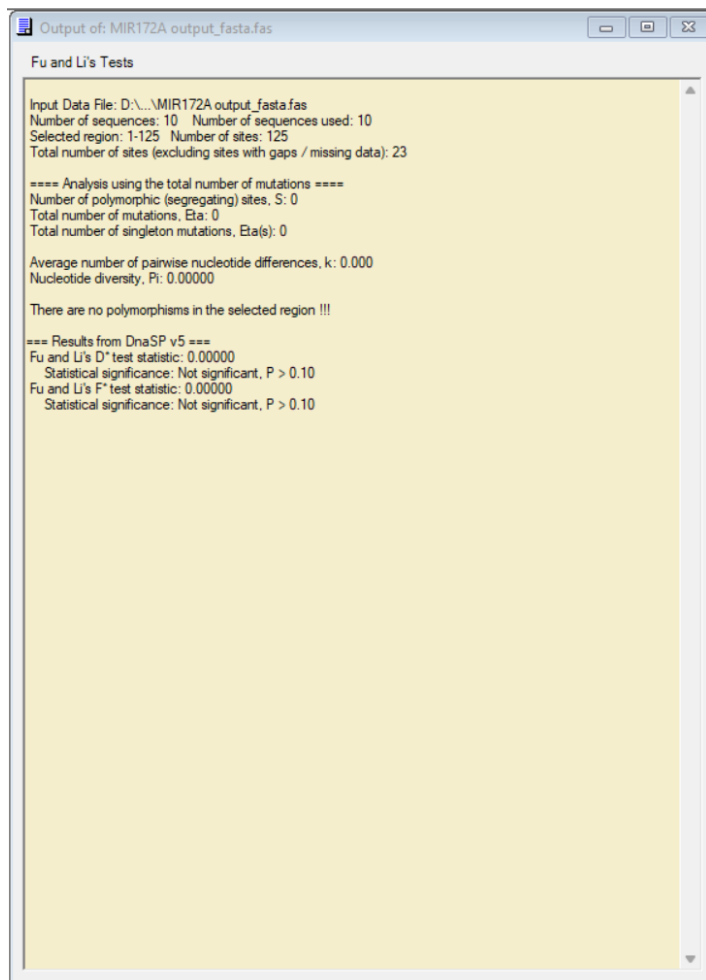 Output of: MIR172A output_fasta.fas
Fu and Li's Tests
Input Data File: D:\...\MIR172A output_fasta.fas
Number of sequences: 10    Number of sequences used: 10
Selected region: 1-125   Number of sites: 125
Total number of sites (excluding sites with gaps / missing data): 23
==== Analysis using the total number of mutations ====
Number of polymorphic (segregating) sites, S: 0
Total number of mutations, Eta: 0
Total number of singleton mutations, Eta(s): 0
Average number of pairwise nucleotide differences, k: 0.000
Nucleotide diversity, Pi: 0.00000
There are no polymorphisms in the selected region !!!
=== Results from DnaSP v5 ===
Fu and Li's D* test statistic: 0.00000
Statistical significance: Not significant, P > 0.10
Fu and Li's F* test statistic: 0.00000
Statistical significance: Not significant, P > 0.10